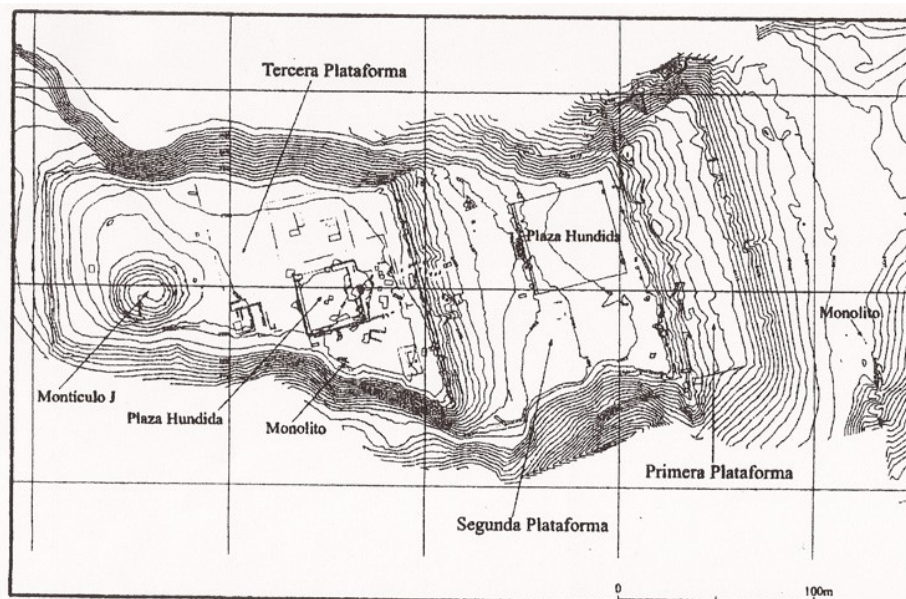 Tercera Plataforma
Plaza Hundida
Monolito
Montículo J
Plaza Hundida
Monolito
Primera Plataforma
Segunda Plataforma
0
100m